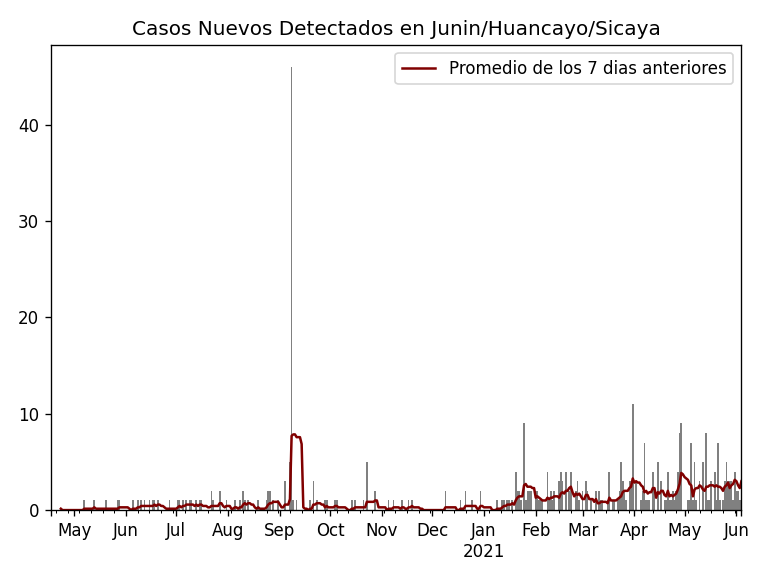 Casos Nuevos Detectados en Junin/Huancayo/Sicaya
Promedio de los 7 dias anteriores
40
30
20
10
0
May Jun Jul Aug Sep Oct Nov Dec Jan Feb Mar Apr May Jun
2021